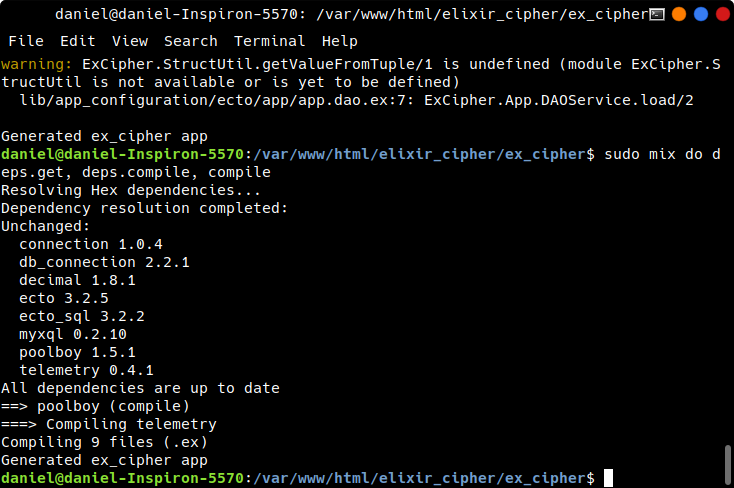 daniel@daniel-Inspiron-5570: /var/www/html/elixir_cipher/ex_cipher
File Edit View Search Terminal Help
warning: ExCipher.StructUtil.getValueFromTuple/1 is undefined (module ExCipher.S
tructUtil is not available or is yet to be defined)
  lib/app_configuration/ecto/app/app.dao.ex:7: ExCipher.App.DAOService.load/2
Generated ex_cipher app
daniel@daniel-Inspiron-5570:/var/www/html/elixir_cipher/ex_cipher$ sudo mix do d
eps.get, deps.compile, compile
Resolving Hex dependencies...
Dependency resolution completed:
Unchanged:
  connection 1.0.4
  db_connection 2.2.1
  decimal 1.8.1
  ecto 3.2.5
  ecto_sql 3.2.2
  myxql 0.2.10
  poolboy 1.5.1
  telemetry 0.4.1
All dependencies are up to date
==> poolboy (compile)
===> Compiling telemetry
Compiling 9 files (.ex)
Generated ex_cipher app
daniel@daniel-Inspiron-5570:/var/www/html/elixir_cipher/ex_cipher$